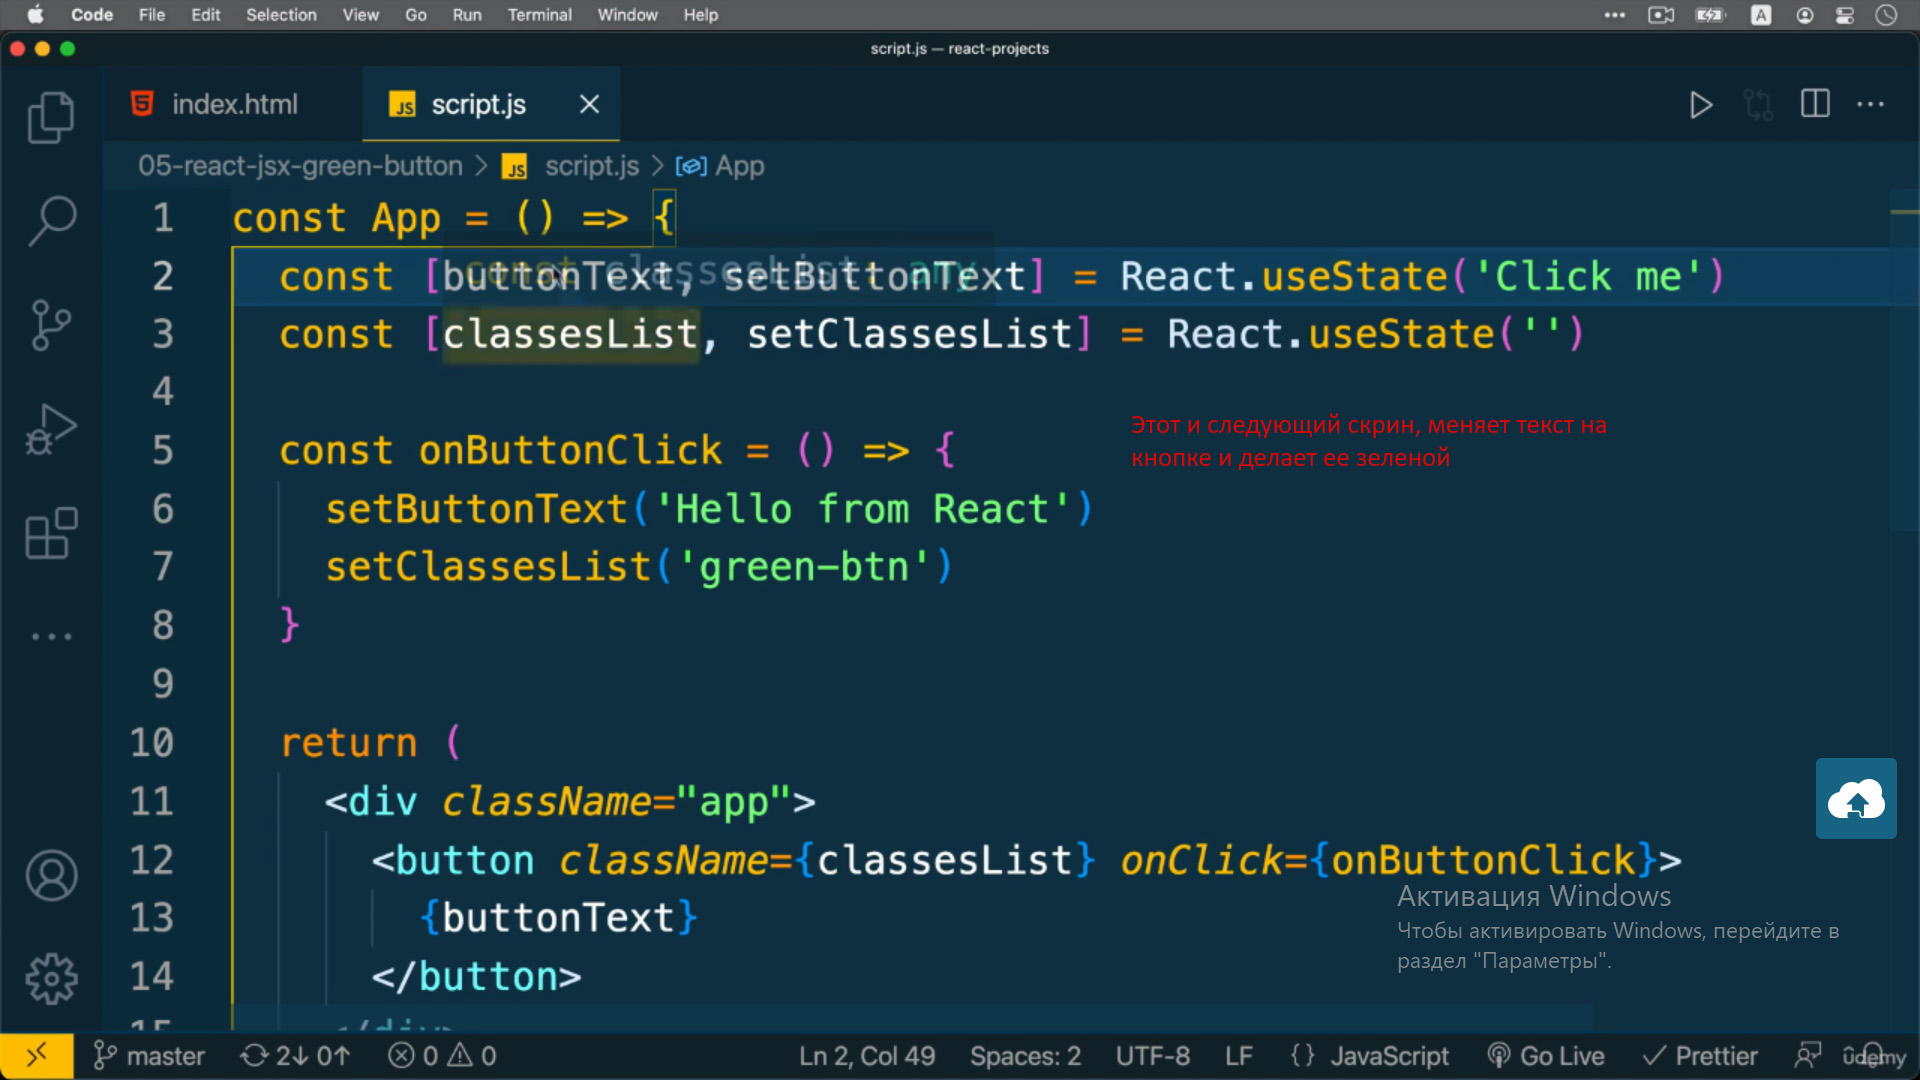 Code File Edit Selection View Go Run Terminal Window Help
A
script.js — react-projects
index.html
JS script.js
05-react-jsx-green-button > JS script.js > App
1 const App = () => {
2 const [buttonText, setButtonText] = React.useState('Click me')
3 const [classesList, setClassesList] = React.useState('')
4
Этот и следующий скрин, меняет текст на
кнопке и делает ее зеленой
5 const onButtonClick = () => {
6 setButtonText('Hello from React')
7 setClassesList('green-btn')
8 }
9
10 return (
11 <div className="app">
12 <button className={classesList} onClick={onButtonClick}>
13 {buttonText}
14 </button>
15 </div>
Активация Windows
Чтобы активировать Windows, перейдите в
раздел "Параметры".
master 2↓ 0↑ 0 0 Ln 2, Col 49 Spaces: 2 UTF-8 LF {} JavaScript Go Live Prettier
udemy